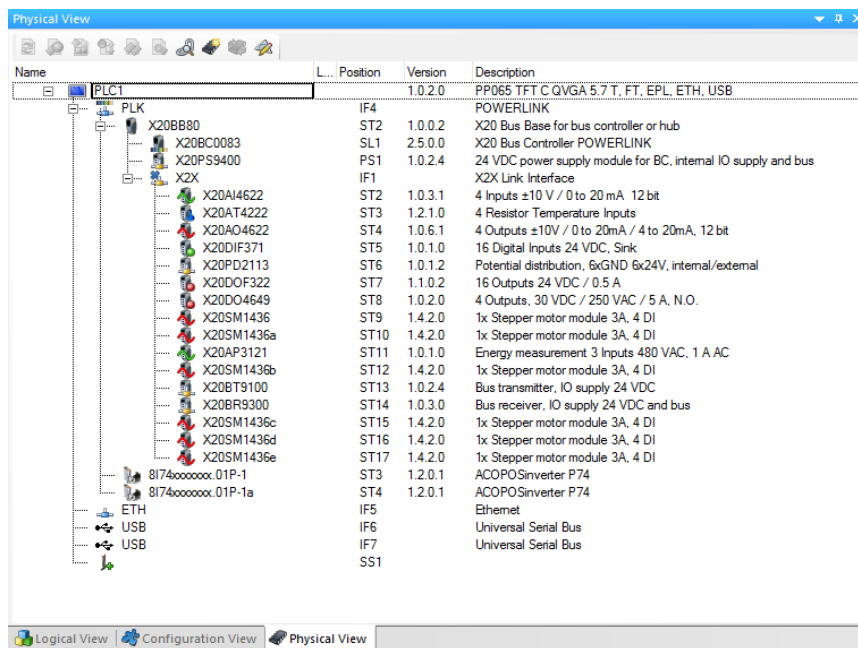 Physical View
Name L... Position Version Description
PLC1 1.0.2.0 PP065 TFT C QVGA 5.7 T, FT, EPL, ETH, USB
PLK IF4 POWERLINK
X20BB80 ST2 1.0.0.2 X20 Bus Base for bus controller or hub
X20BC0083 SL1 2.5.0.0 X20 Bus Controller POWERLINK
X20PS9400 PS1 1.0.2.4 24 VDC power supply module for BC, internal IO supply and bus
X2X IF1 X2X Link Interface
X20AI4622 ST2 1.0.3.1 4 Inputs ±10 V / 0 to 20 mA 12 bit
X20AT4222 ST3 1.2.1.0 4 Resistor Temperature Inputs
X20AO4622 ST4 1.0.6.1 4 Outputs ±10V / 0 to 20mA / 4 to 20mA, 12 bit
X20DIF371 ST5 1.0.1.0 16 Digital Inputs 24 VDC, Sink
X20PD2113 ST6 1.0.1.2 Potential distribution, 6xGND 6x24V, internal/external
X20DOF322 ST7 1.1.0.2 16 Outputs 24 VDC / 0.5 A
X20DO4649 ST8 1.0.2.0 4 Outputs, 30 VDC / 250 VAC / 5 A, N.O.
X20SM1436 ST9 1.4.2.0 1x Stepper motor module 3A, 4 DI
X20SM1436a ST10 1.4.2.0 1x Stepper motor module 3A, 4 DI
X20AP3121 ST11 1.0.1.0 Energy measurement 3 Inputs 480 VAC, 1 A AC
X20SM1436b ST12 1.4.2.0 1x Stepper motor module 3A, 4 DI
X20BT9100 ST13 1.0.2.4 Bus transmitter, IO supply 24 VDC
X20BR9300 ST14 1.0.3.0 Bus receiver, IO supply 24 VDC and bus
X20SM1436c ST15 1.4.2.0 1x Stepper motor module 3A, 4 DI
X20SM1436d ST16 1.4.2.0 1x Stepper motor module 3A, 4 DI
X20SM1436e ST17 1.4.2.0 1x Stepper motor module 3A, 4 DI
8I74xxxxxxx.01P-1 ST3 1.2.0.1 ACOPOSinverter P74
8I74xxxxxxx.01P-1a ST4 1.2.0.1 ACOPOSinverter P74
ETH IF5 Ethernet
USB IF6 Universal Serial Bus
USB IF7 Universal Serial Bus
SS1
Logical View Configuration View Physical View